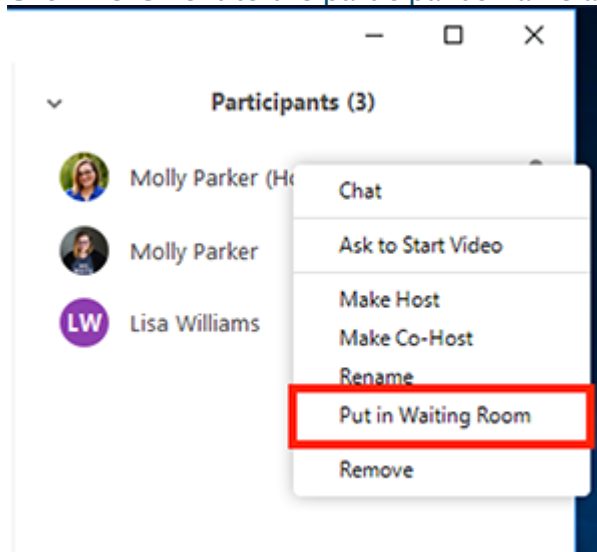 Participants (3)
Molly Parker (Ho
Chat
Ask to Start Video
Molly Parker
Make Host
Make Co-Host
LW Lisa Williams
Rename
Put in Waiting Room
Remove